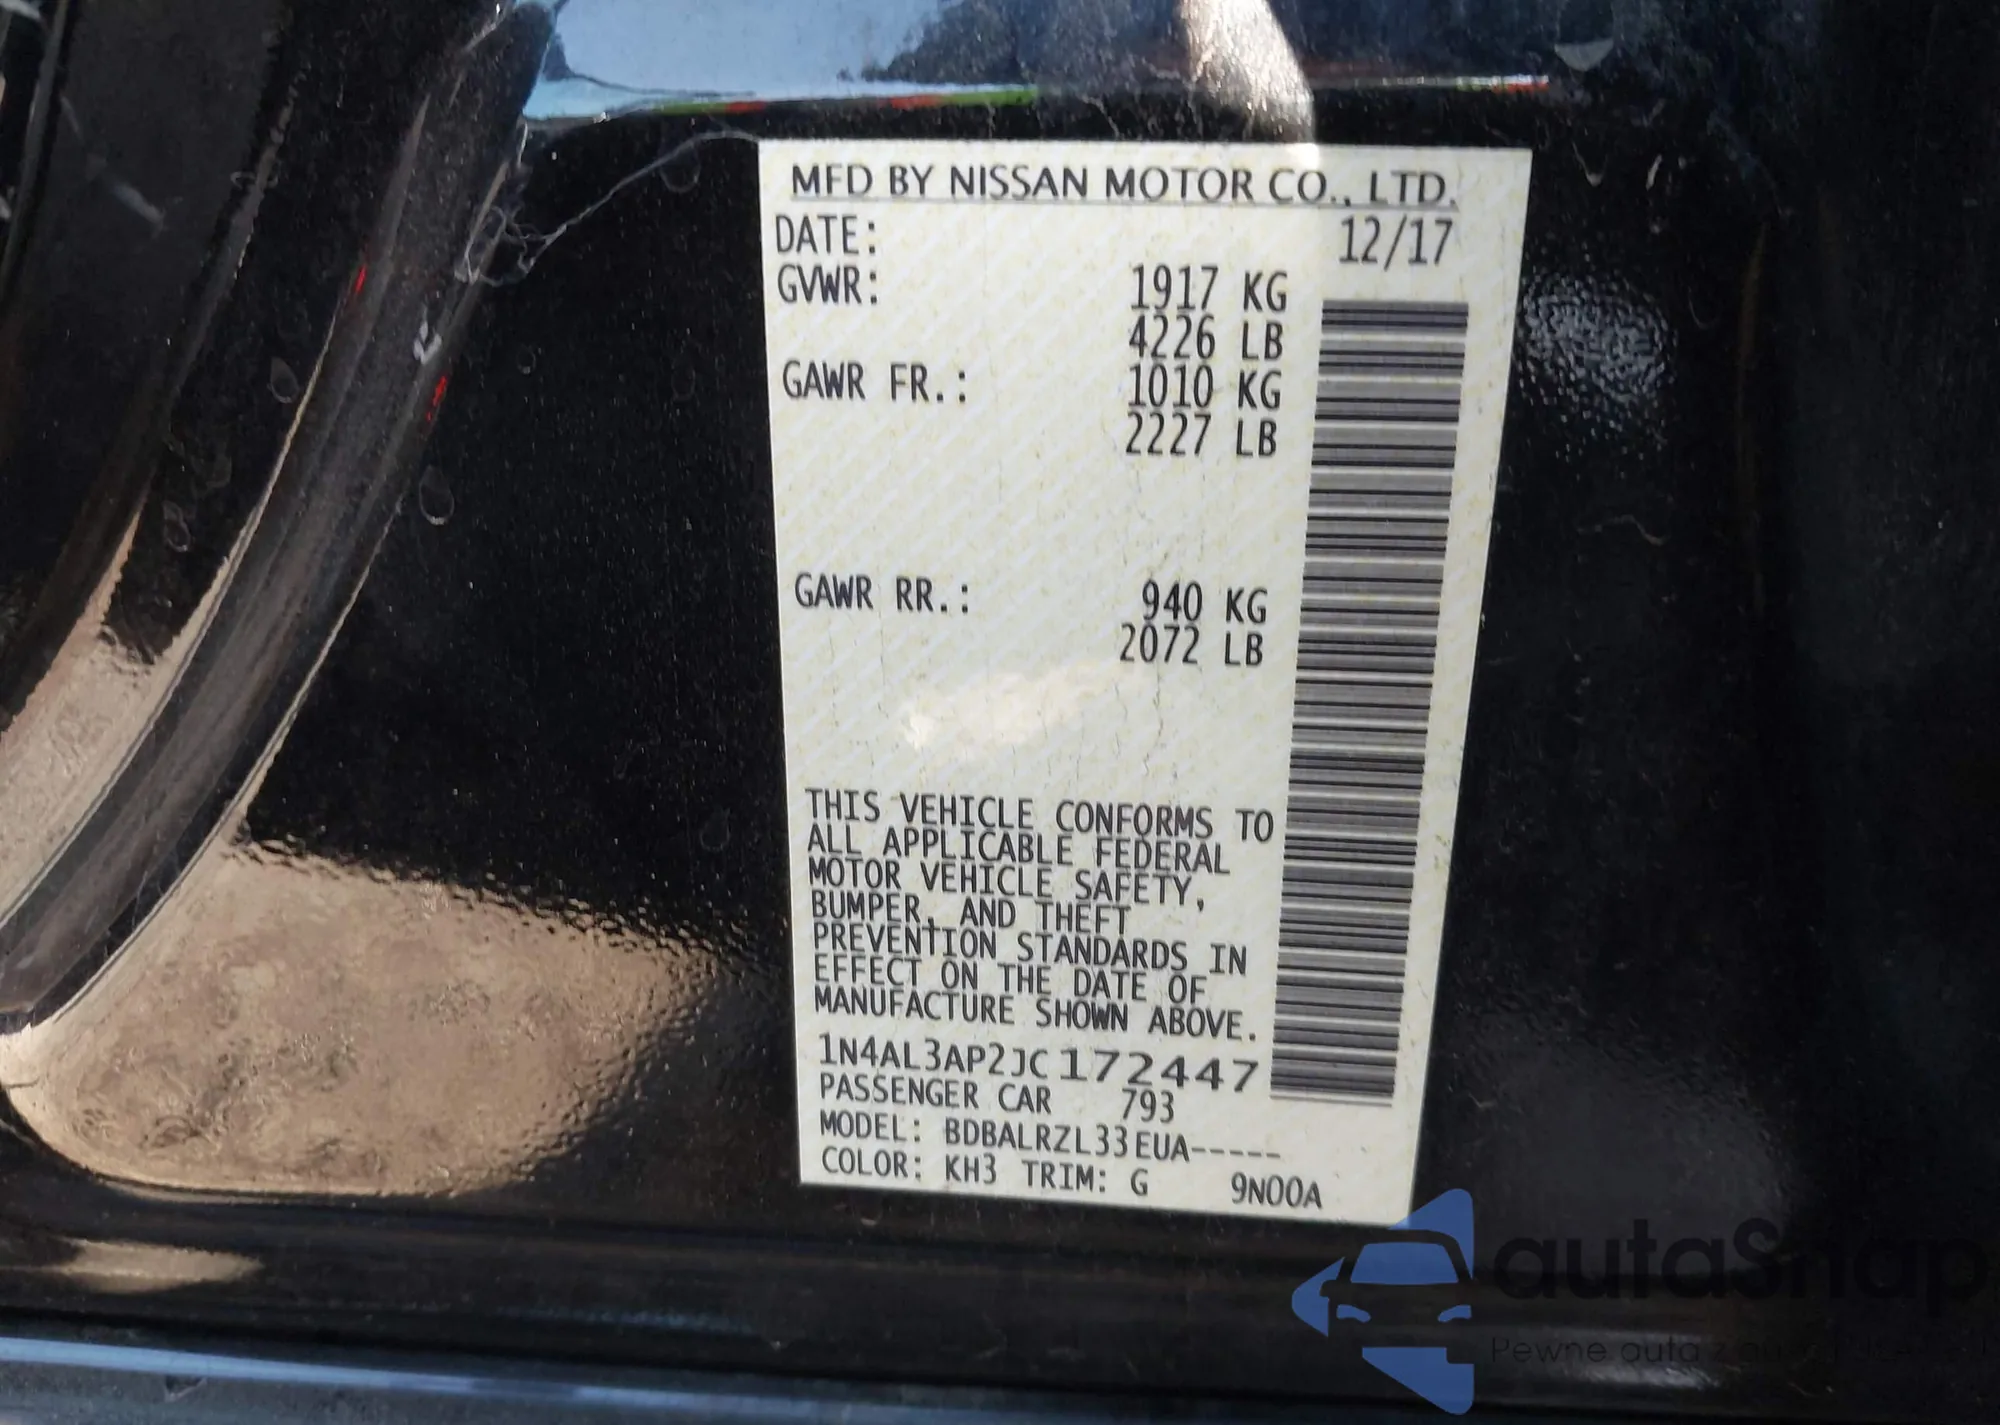 MFD BY NISSAN MOTOR CO., LTD.
DATE: 12/17
GVWR: 1917 KG
4226 LB
GAWR FR.: 1010 KG
2227 LB
GAWR RR.: 940 KG
2072 LB
THIS VEHICLE CONFORMS TO
ALL APPLICABLE FEDERAL
MOTOR VEHICLE SAFETY,
BUMPER, AND THEFT
PREVENTION STANDARDS IN
EFFECT ON THE DATE OF
MANUFACTURE SHOWN ABOVE.
1N4AL3AP2JC172447
PASSENGER CAR 793
MODEL: BDBALRZL33EUA-----
COLOR: KH3 TRIM: G 9N00A
autaSnap
Pewne auta z